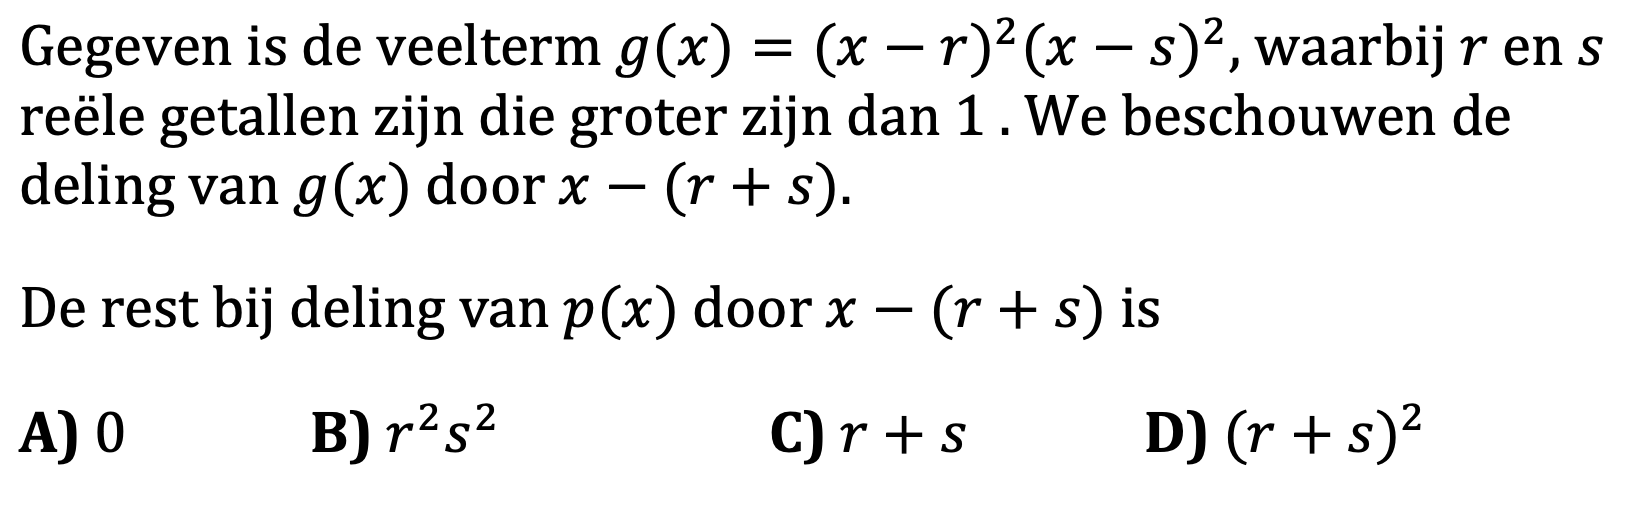 Gegeven is de veelterm g(x) = (x − r)²(x − s)², waarbij r en s
reële getallen zijn die groter zijn dan 1 . We beschouwen de
deling van g(x) door x − (r + s).
De rest bij deling van p(x) door x − (r + s) is
A) 0 B) r²s² C) r + s D) (r + s)²